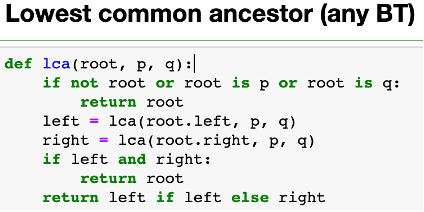 Lowest common ancestor (any BT)
def lca(root, p, q):
    if not root or root is p or root is q:
        return root
    left = lca(root.left, p, q)
    right = lca(root.right, p, q)
    if left and right:
        return root
    return left if left else right